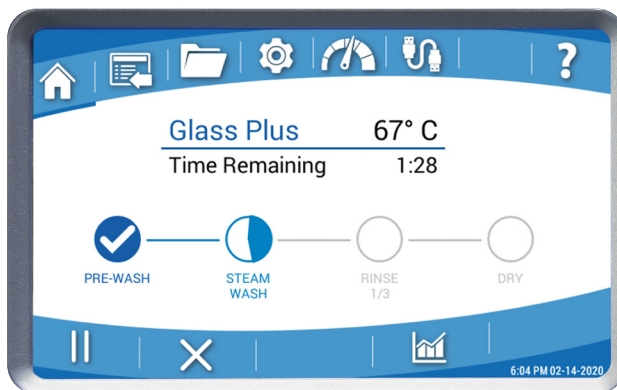 ?
Glass Plus 67° C
Time Remaining 1:28
PRE-WASH
STEAM
WASH
RINSE
1/3
DRY
6:04 PM 02-14-2020